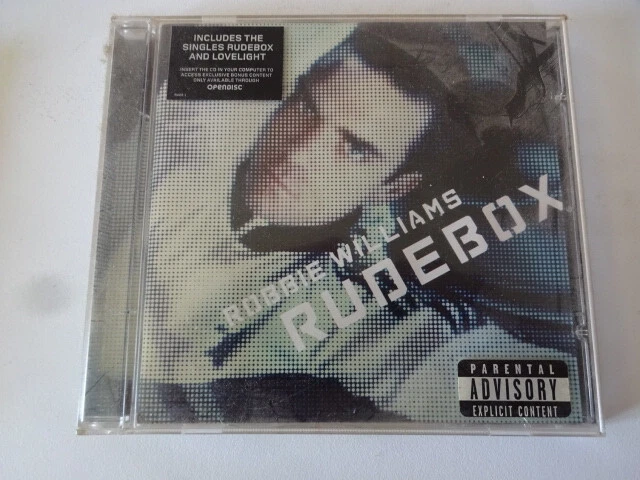 INCLUDES THE
SINGLES RUDEBOX
AND LOVELIGHT
INSERT THE CD IN YOUR COMPUTER TO
ACCESS EXCLUSIVE BONUS CONTENT
ONLY AVAILABLE THROUGH
OPENDISC
ROBBIE WILLIAMS
RUDEBOX
PARENTAL
ADVISORY
EXPLICIT CONTENT